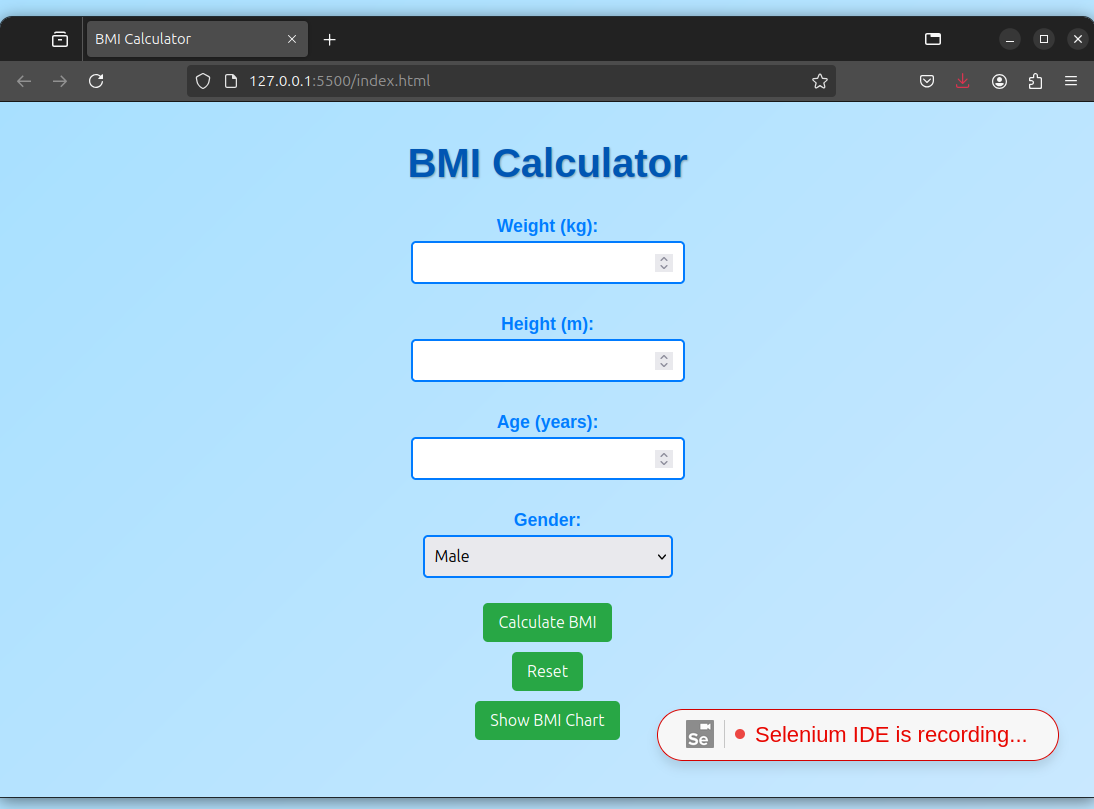 BMI Calculator
127.0.0.1:5500/index.html
BMI Calculator
Weight (kg):
Height (m):
Age (years):
Gender:
Male
Calculate BMI
Reset
Show BMI Chart
Se Selenium IDE is recording...